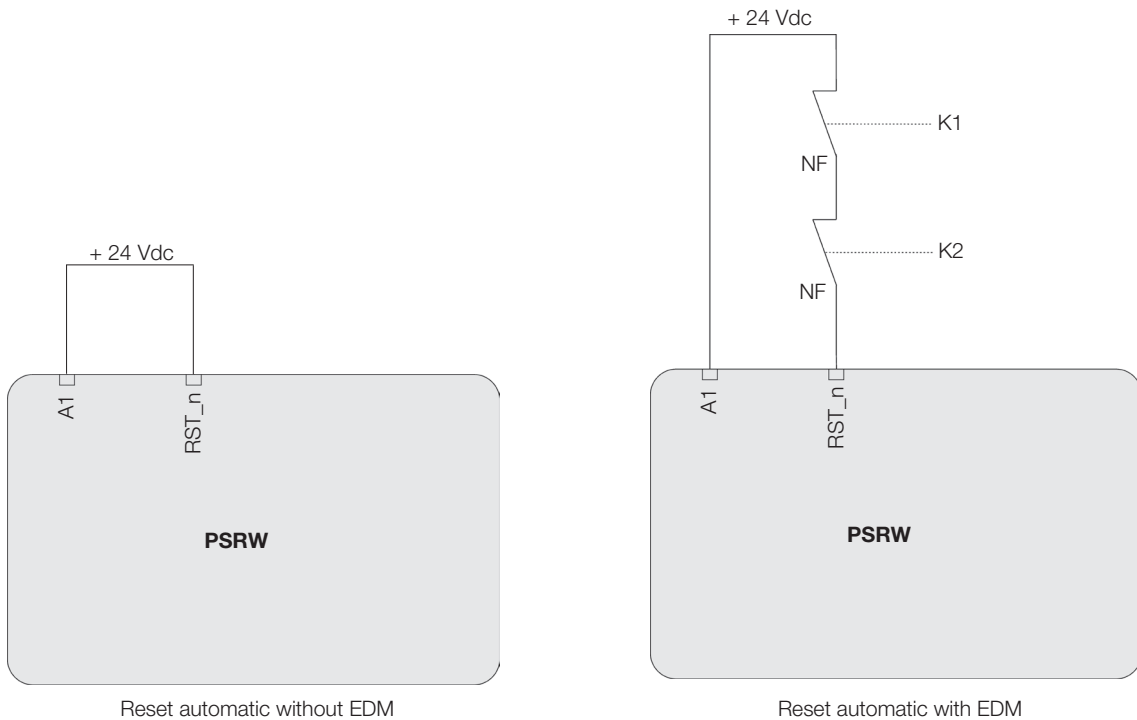 + 24 Vdc
A1
RST_n
PSRW
Reset automatic without EDM
+ 24 Vdc
K1
NF
K2
NF
A1
RST_n
PSRW
Reset automatic with EDM